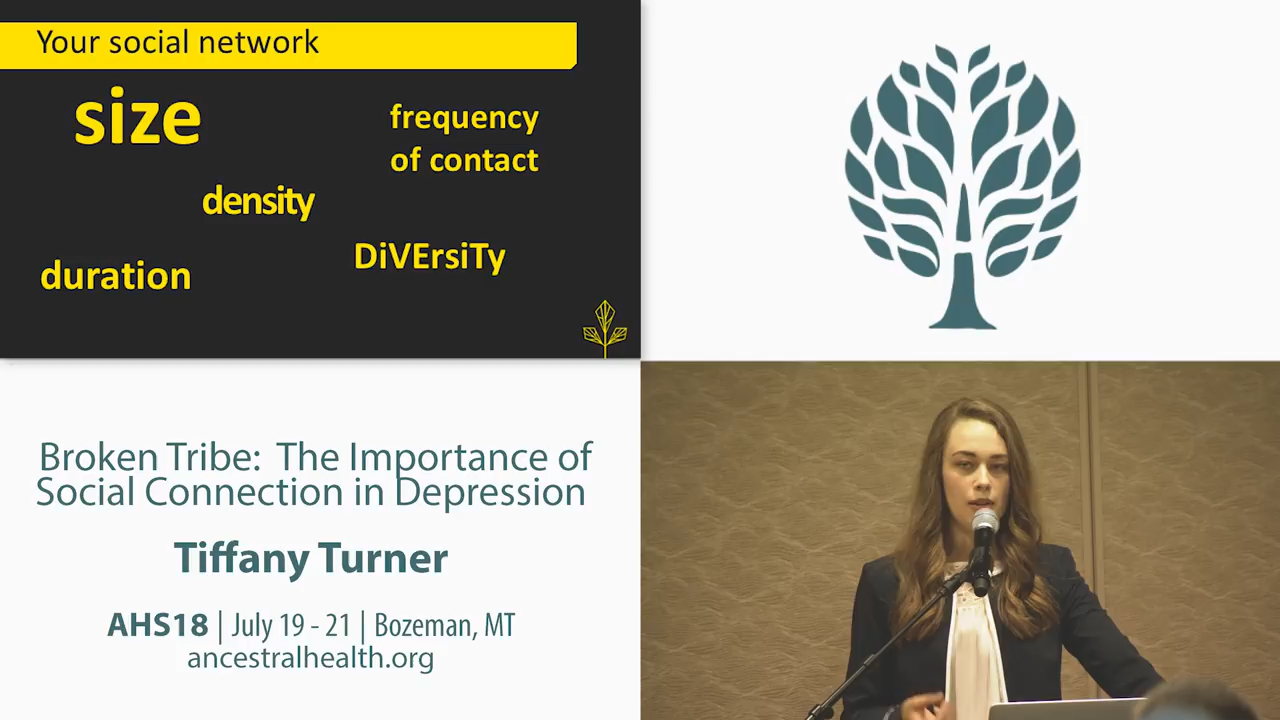 Your social network
size
frequency
of contact
density
DiVErsiTy
duration
Broken Tribe:  The Importance of
Social Connection in Depression
Tiffany Turner
AHS18 | July 19 - 21 | Bozeman, MT
ancestralhealth.org